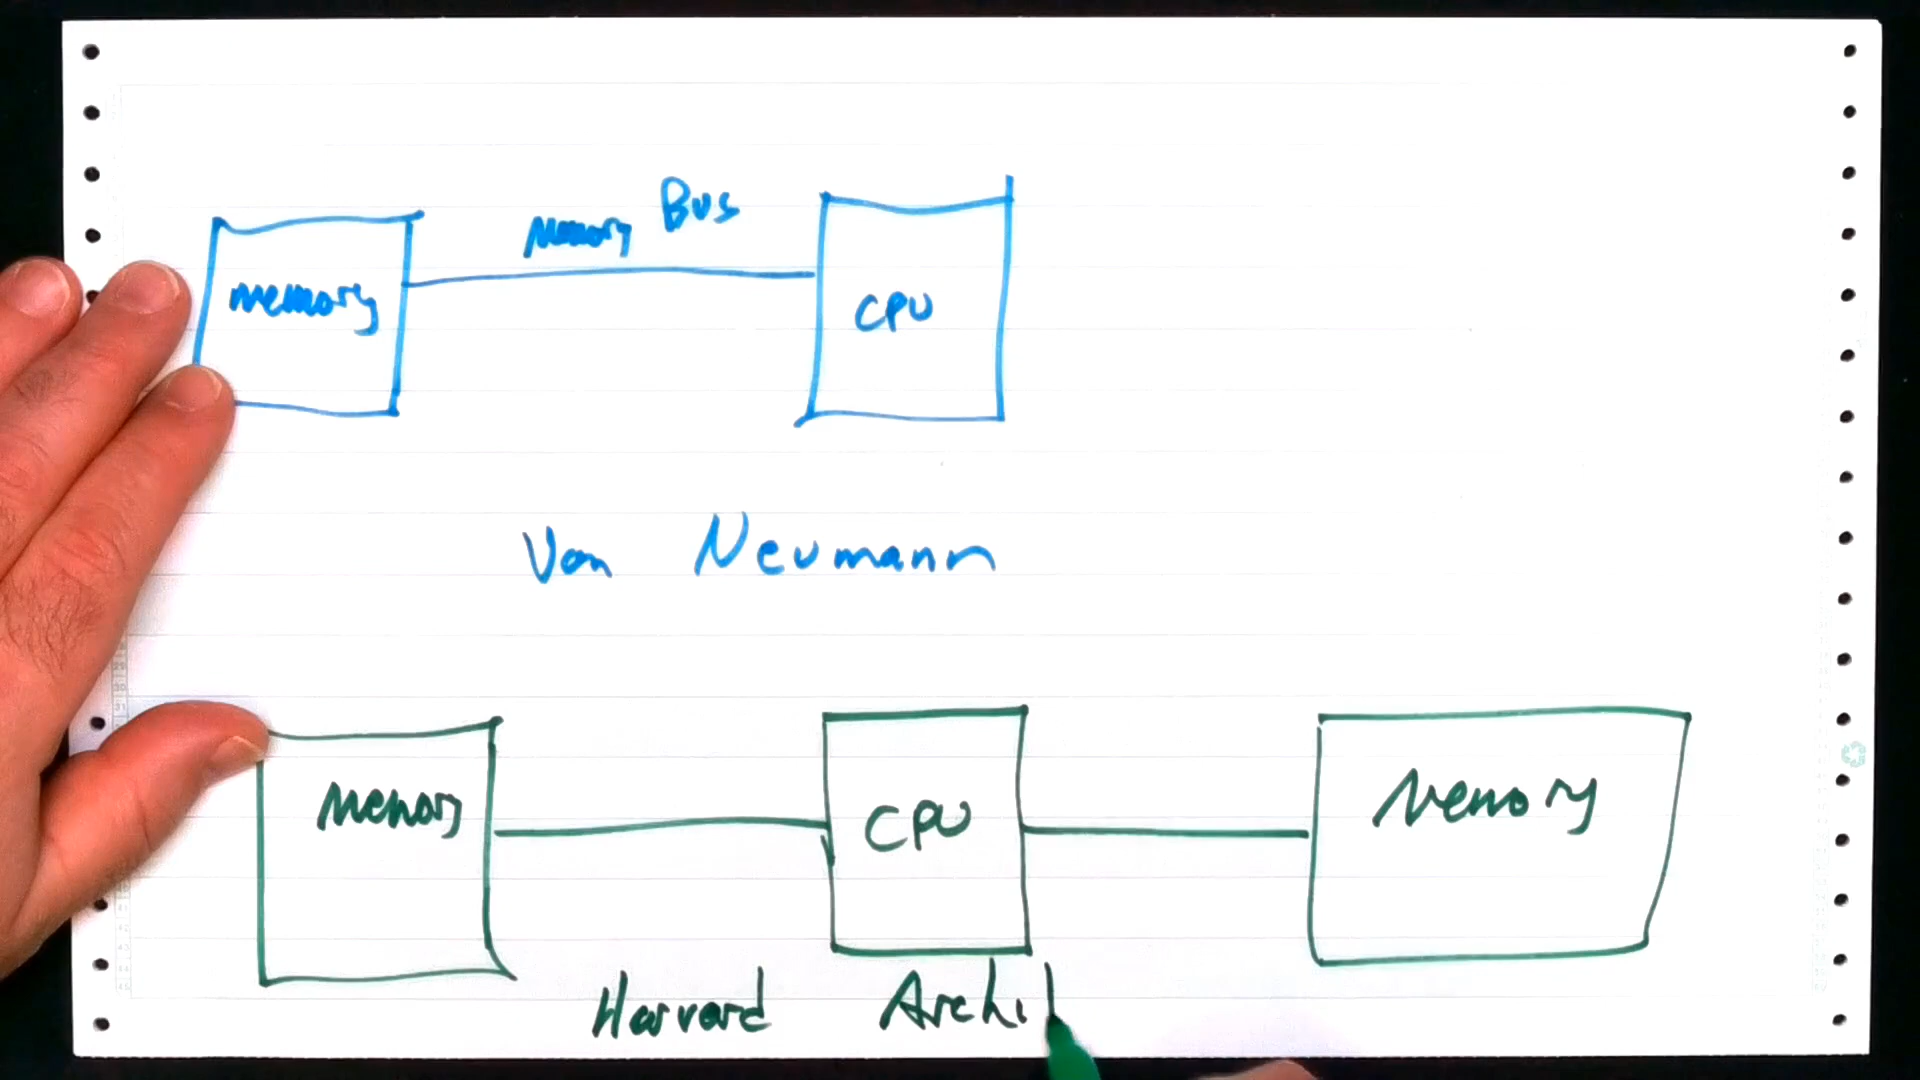 Memory Bus
memory
CPU
Von Neumann
Memory
CPU
Memory
Harvard Archi